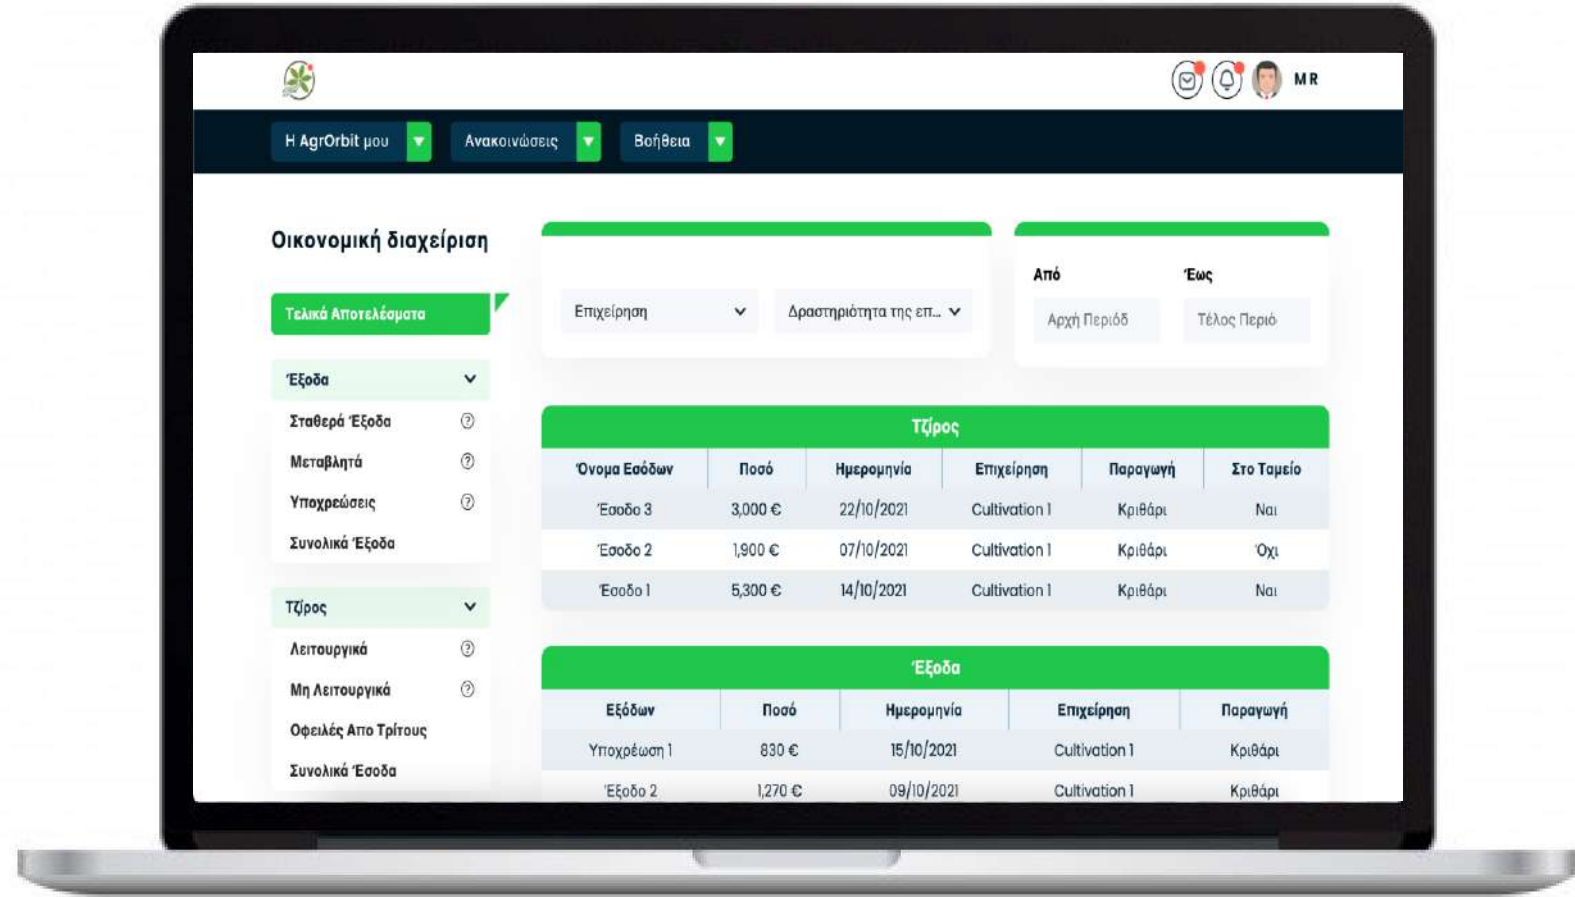 M R
Η AgrOrbit μου
Ανακοινώσεις
Βοήθεια
Οικονομική διαχείριση
Τελικά Αποτελέσματα
Έξοδα
Σταθερά Έξοδα
Μεταβλητά
Υποχρεώσεις
Συνολικά Έξοδα
Τζίρος
Λειτουργικά
Μη Λειτουργικά
Οφειλές Απο Τρίτους
Συνολικά Έσοδα
Επιχείρηση
Δραστηριότητα της επ...
Από
Έως
Αρχή Περιόδ
Τέλος Περιό
Τζίρος
Όνομα Εσόδων Ποσό Ημερομηνία Επιχείρηση Παραγωγή Στο Ταμείο
Έσοδο 3 3,000 € 22/10/2021 Cultivation 1 Κριθάρι Ναι
Έσοδο 2 1,900 € 07/10/2021 Cultivation 1 Κριθάρι Όχι
Έσοδο 1 5,300 € 14/10/2021 Cultivation 1 Κριθάρι Ναι
Έξοδα
Εξόδων Ποσό Ημερομηνία Επιχείρηση Παραγωγή
Υποχρέωση 1 830 € 15/10/2021 Cultivation 1 Κριθάρι
Έξοδο 2 1,270 € 09/10/2021 Cultivation 1 Κριθάρι